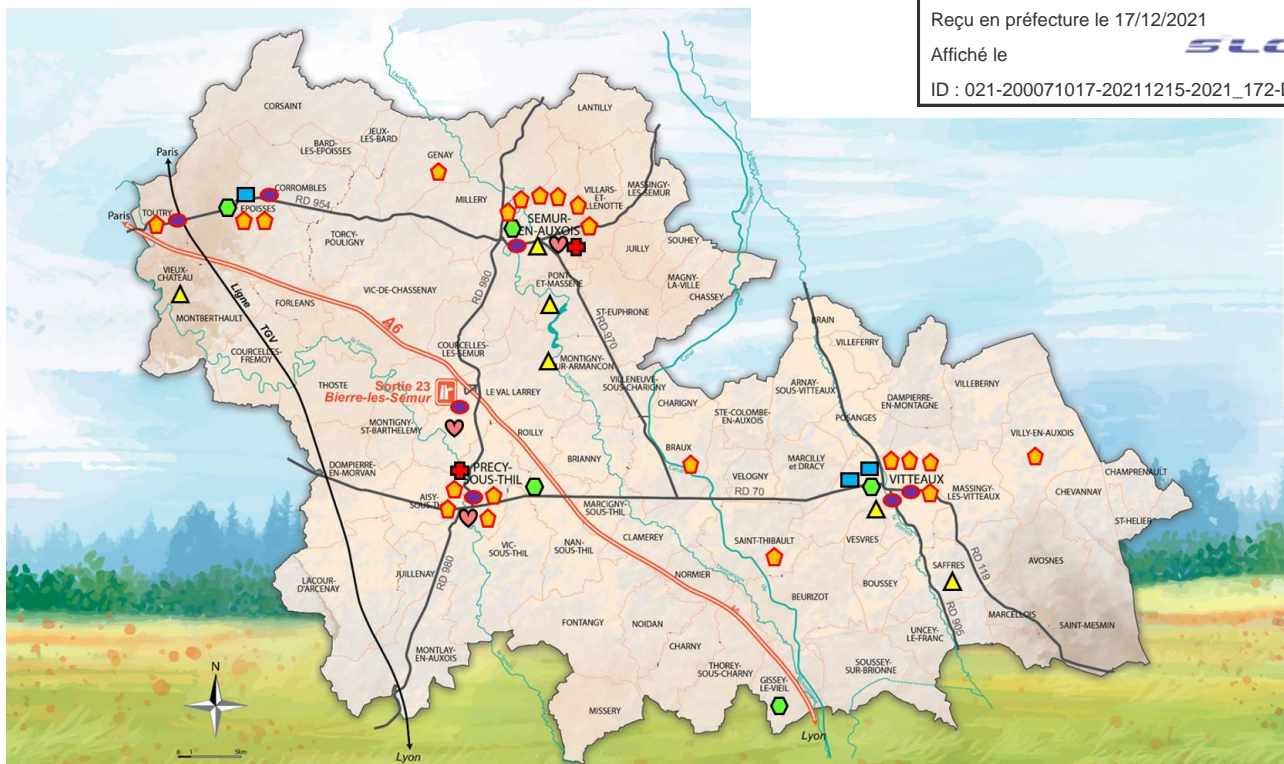 Reçu en préfecture le 17/12/2021
Affiché le
ID : 021-200071017-20211215-2021_172-D
CORSAINT
LANTILLY
JEUX-
LES-BARD
BARD-
LES-EPOISSES
GENAY
Paris
CORROMBLES
RD 954
MILLERY
VILLARS-
ET-
MASSINGY-
LES-SEMUR
Paris
TOUTRY
EPOISSES
SEMUR-
EN-AUXOIS
TORCY-
POULIGNY
JUILLY
SOUHEY
VIEUX-
CHATEAU
PONT-
ET-MASSENE
MAGNY-
LA-VILLE
VIC-DE-CHASSENAY
RD 980
CHASSEY
FORLEANS
Ligne
TGV
MONTBERTHAULT
A6
ST-EUPHRONE
RD 970
BRAIN
COURCELLES-
FREMOY
COURCELLES-
LES-SEMUR
VILLEFERRY
MONTIGNY-
SUR-ARMANCON
Canal
THOSTE
Sortie 23
Bierre-les-Semur
LE VAL LARREY
VILLENEUVE-
SOUS-CHARIGNY
ARNAY-
SOUS-VITTEAUX
VILLEBERNY
CHARIGNY
DAMPIERRE-
EN-MONTAGNE
STE-COLOMBE-
EN-AUXOIS
POSANGES
MONTIGNY-
ST-BARTHELEMY
ROILLY
VILLY-EN-AUXOIS
BRAUX
DOMPIERRE-
EN-MORVAN
PRECY-
SOUS-THIL
BRIANNY
MARCILLY
et DRACY
CHAMPRENAULT
VELOGNY
VITTEAUX
AISY-
RD 70
MASSINGY-
LES-VITTEAUX
CHEVANNAY
MARCIGNY-
SOUS-THIL
ST-HELIER
CLAMEREY
SAINT-THIBAULT
VESVRES
VIC-
SOUS-THIL
NAN-
SOUS-THIL
AVOSNES
SAFFRES
RD 119
LACOUR-
D'ARCENAY
JUILLENAY
RD 980
NORMIER
BOUSSEY
BEURIZOT
A6
MARCELLOIS
FONTANGY
NOIDAN
UNCEY-
LE-FRANC
RD 905
SAINT-MESMIN
MONTLAY-
EN-AUXOIS
CHARNY
SOUSSEY-
SUR-BRIONNE
THOREY-
SOUS-CHARNY
GISSEY-
LE-VIEIL
N
MISSERY
Lyon
0 1 5km
Lyon